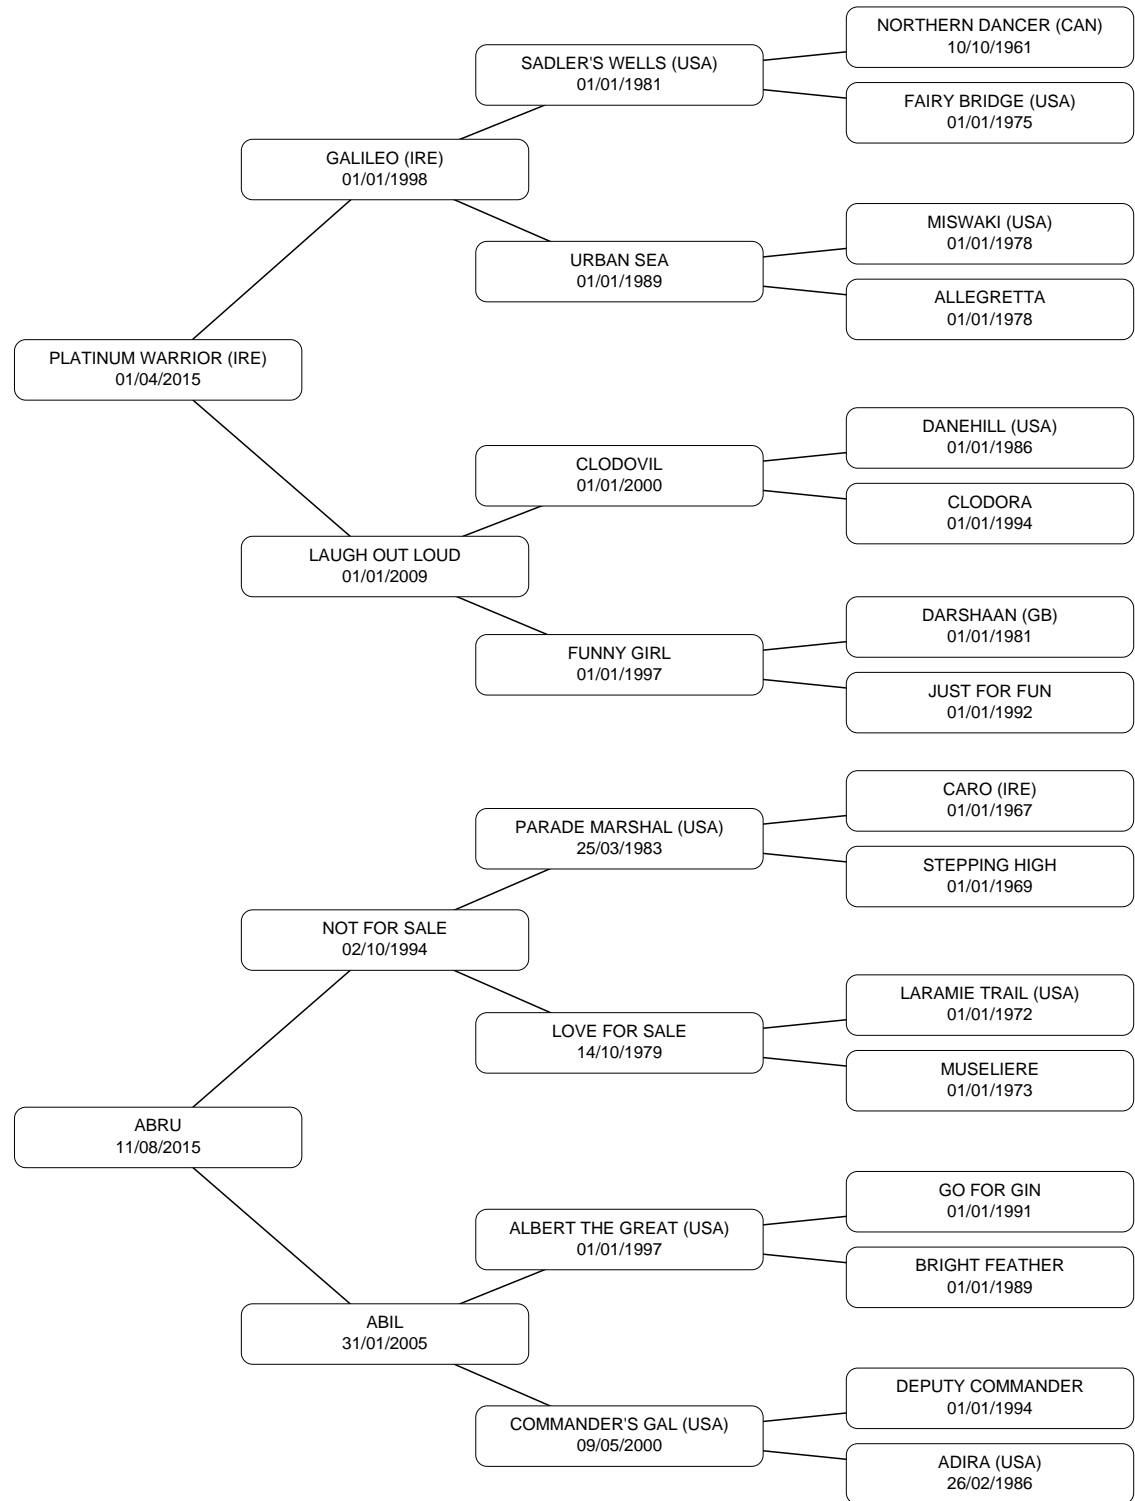 NORTHERN DANCER (CAN)
10/10/1961
SADLER'S WELLS (USA)
01/01/1981
FAIRY BRIDGE (USA)
01/01/1975
GALILEO (IRE)
01/01/1998
MISWAKI (USA)
01/01/1978
URBAN SEA
01/01/1989
ALLEGRETTA
01/01/1978
PLATINUM WARRIOR (IRE)
01/04/2015
DANEHILL (USA)
01/01/1986
CLODOVIL
01/01/2000
CLODORA
01/01/1994
LAUGH OUT LOUD
01/01/2009
DARSHAAN (GB)
01/01/1981
FUNNY GIRL
01/01/1997
JUST FOR FUN
01/01/1992
CARO (IRE)
01/01/1967
PARADE MARSHAL (USA)
25/03/1983
STEPPING HIGH
01/01/1969
NOT FOR SALE
02/10/1994
LARAMIE TRAIL (USA)
01/01/1972
LOVE FOR SALE
14/10/1979
MUSELIERE
01/01/1973
ABRU
11/08/2015
GO FOR GIN
01/01/1991
ALBERT THE GREAT (USA)
01/01/1997
BRIGHT FEATHER
01/01/1989
ABIL
31/01/2005
DEPUTY COMMANDER
01/01/1994
COMMANDER'S GAL (USA)
09/05/2000
ADIRA (USA)
26/02/1986